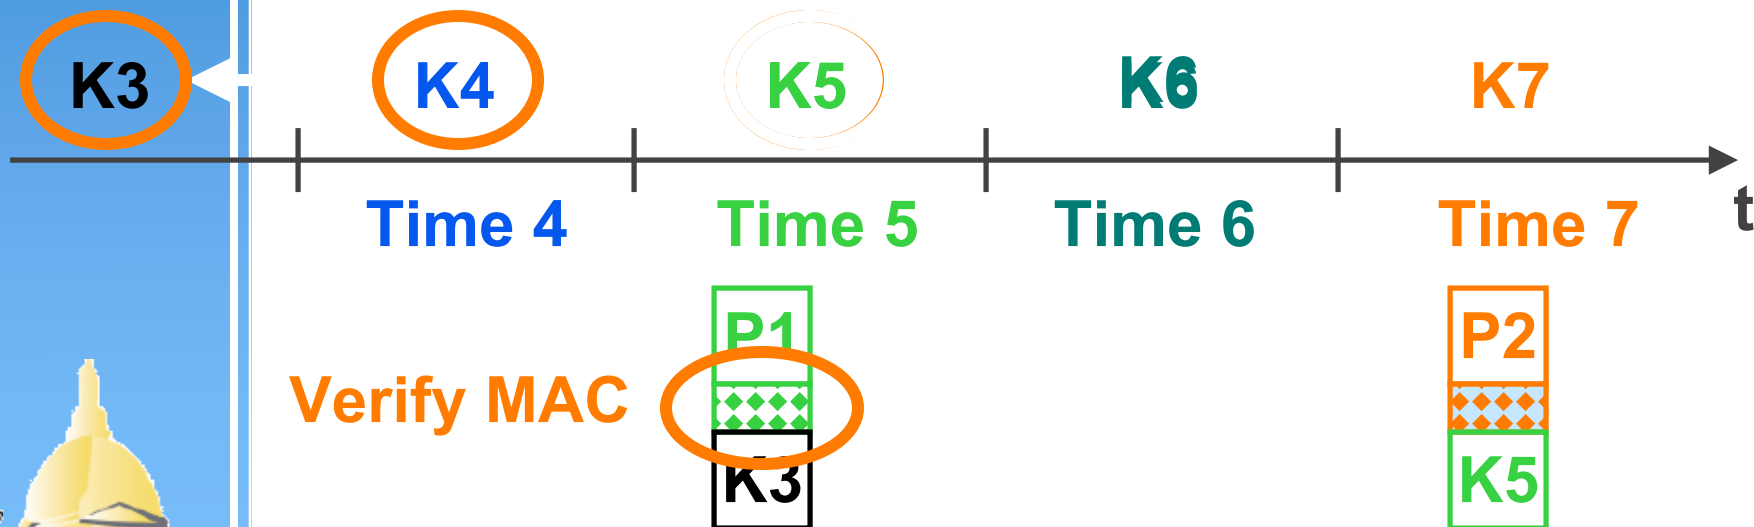 K3 K4 K5 K6 K7
t
Time 4 Time 5 Time 6 Time 7
P1 P2
Verify MAC
K3 K5